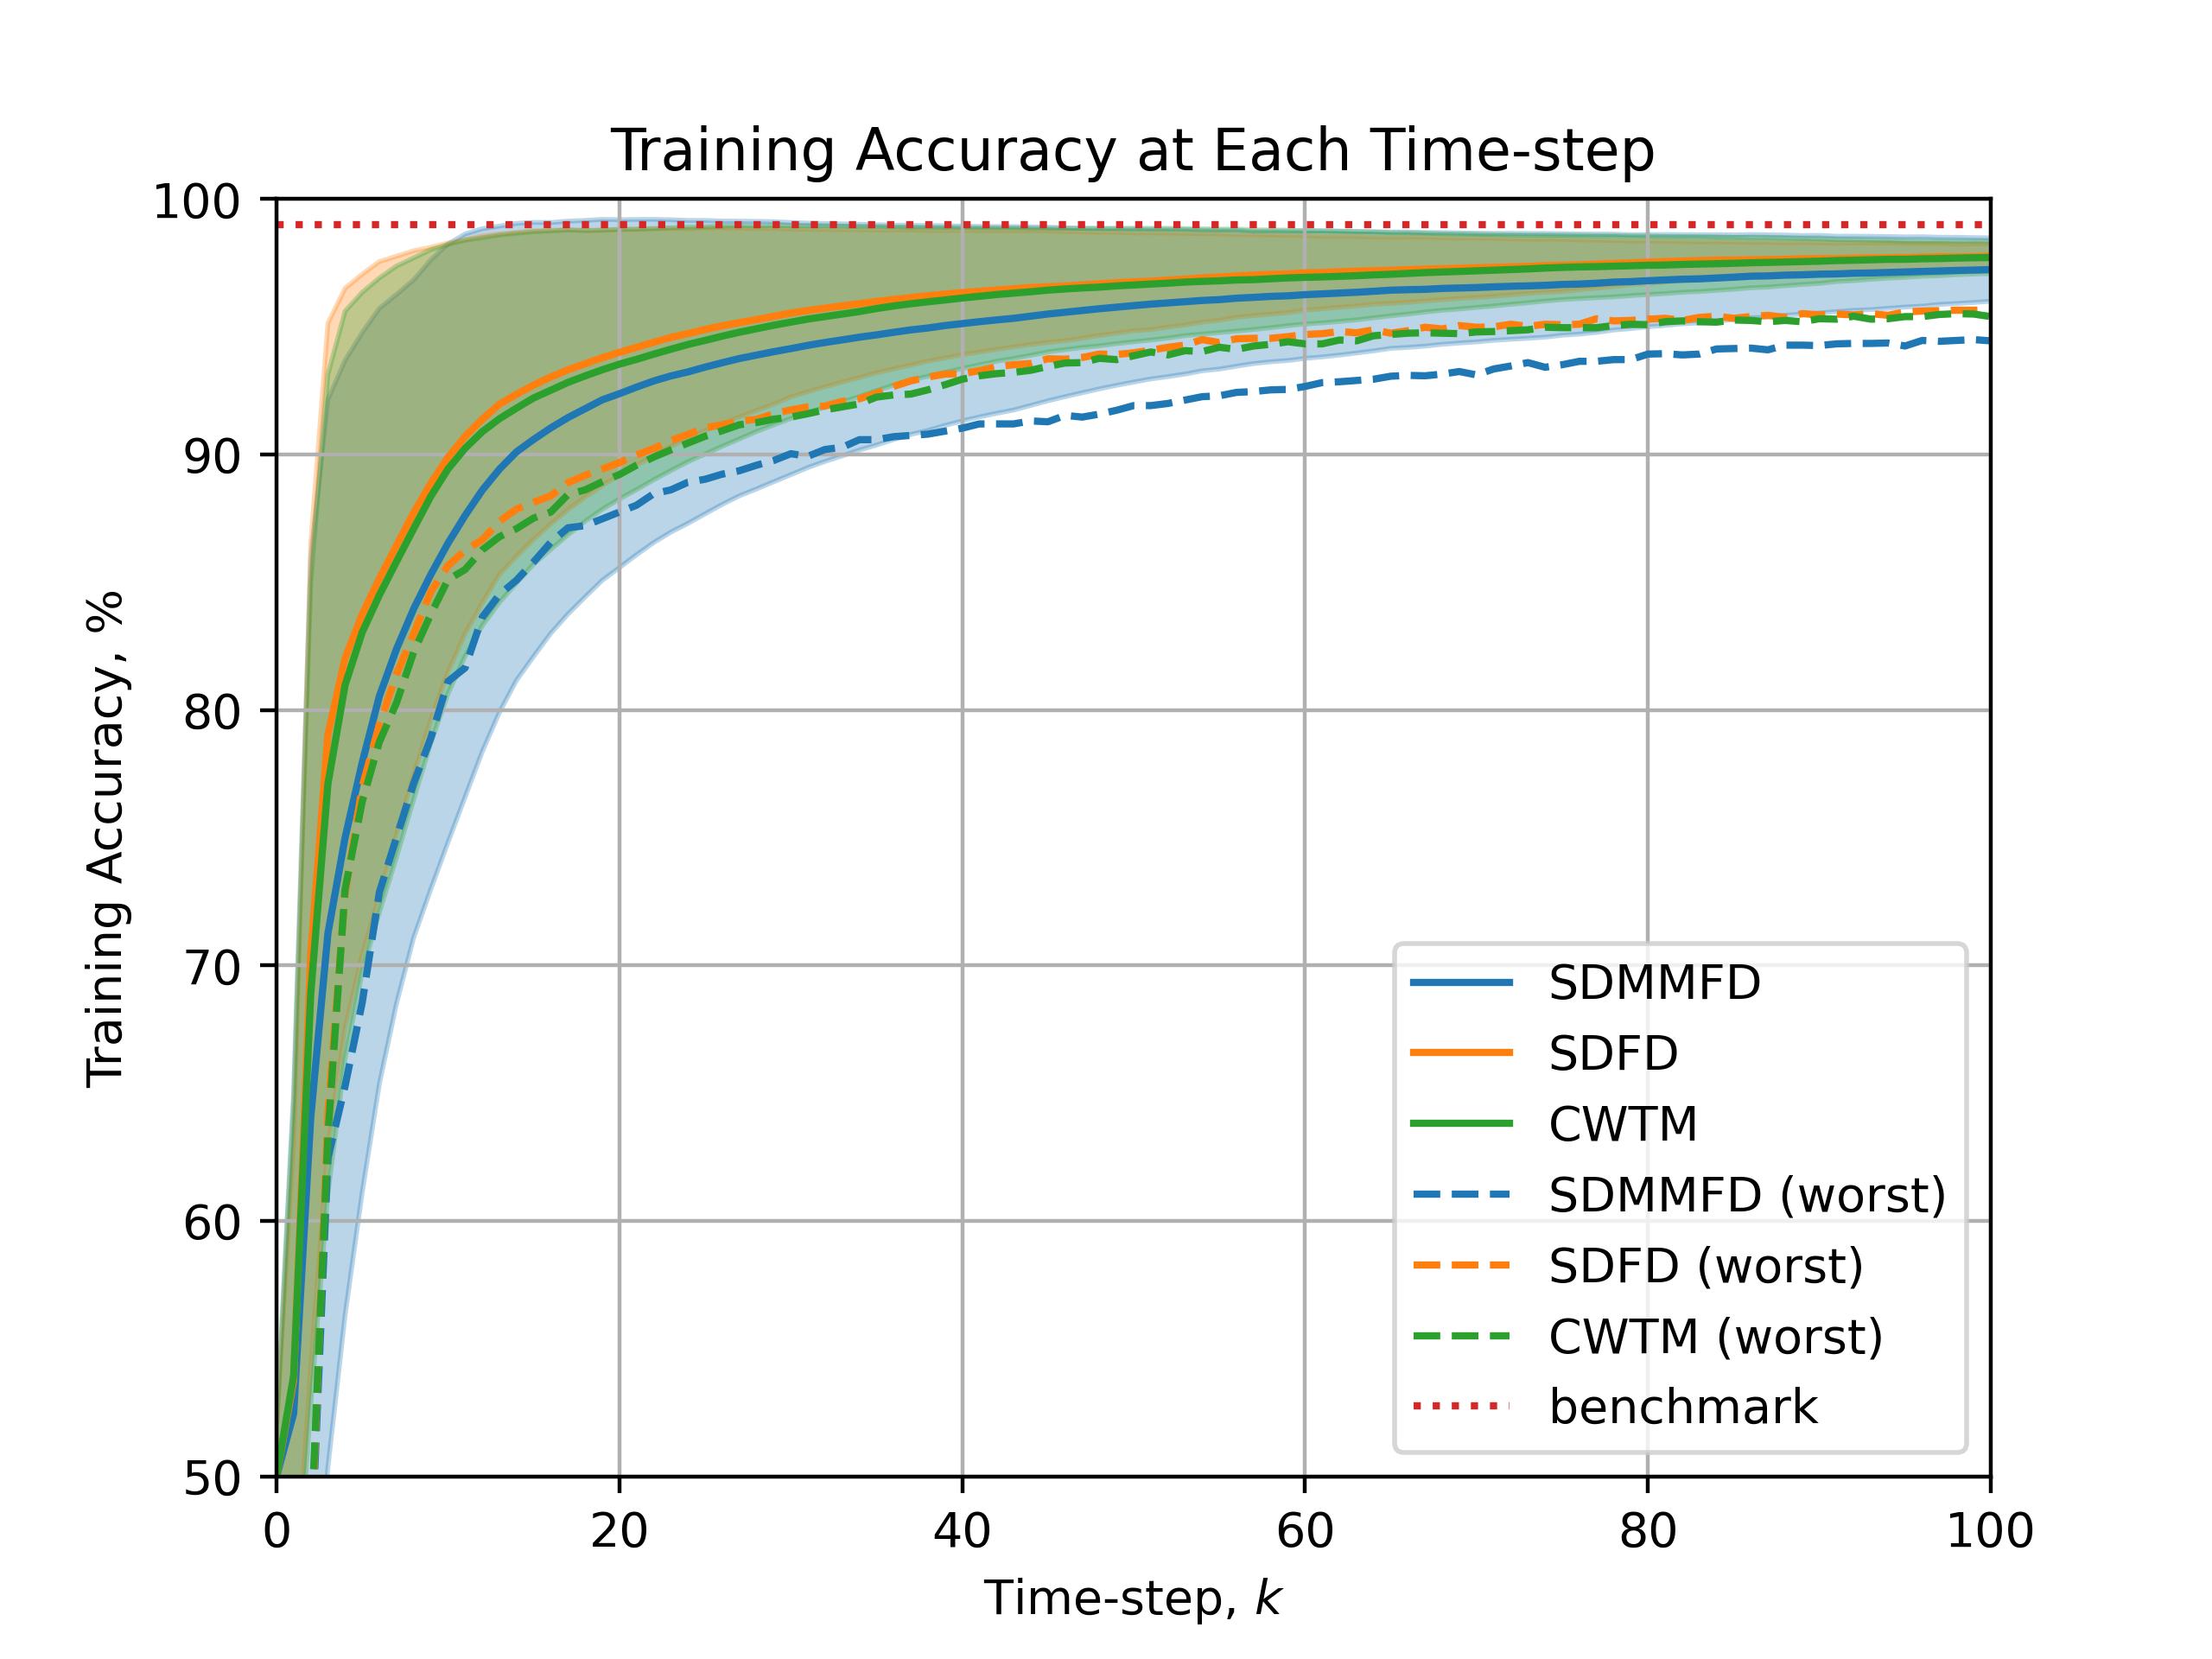 Training Accuracy at Each Time-step
100
90
80
70
60
50
Training Accuracy, %
SDMMFD
SDFD
CWTM
SDMMFD (worst)
SDFD (worst)
CWTM (worst)
benchmark
0 20 40 60 80 100
Time-step, k